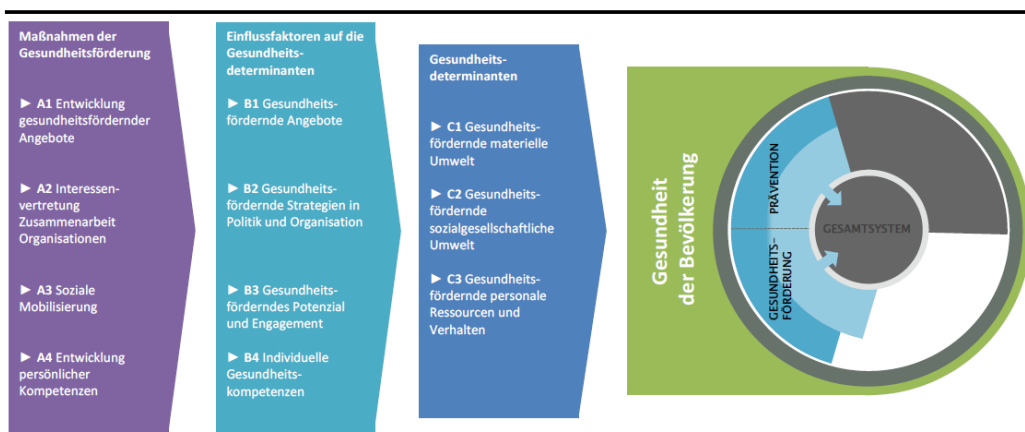 Maßnahmen der
Gesundheitsförderung
► A1 Entwicklung
gesundheitsfördernder
Angebote
► A2 Interessen-
vertretung
Zusammenarbeit
Organisationen
► A3 Soziale
Mobilisierung
► A4 Entwicklung
persönlicher
Kompetenzen
Einflussfaktoren auf die
Gesundheits-
determinanten
► B1 Gesundheits-
fördernde Angebote
► B2 Gesundheits-
fördernde Strategien in
Politik und Organisation
► B3 Gesundheits-
förderndes Potenzial
und Engagement
► B4 Individuelle
Gesundheits-
kompetenzen
Gesundheits-
determinanten
► C1 Gesundheits-
fördernde materielle
Umwelt
► C2 Gesundheits-
fördernde
sozialgesellschaftliche
Umwelt
► C3 Gesundheits-
fördernde personale
Ressourcen und
Verhalten
Gesundheit
der Bevölkerung
PRÄVENTION
GESUNDHEITS-
FÖRDERUNG
GESAMTSYSTEM